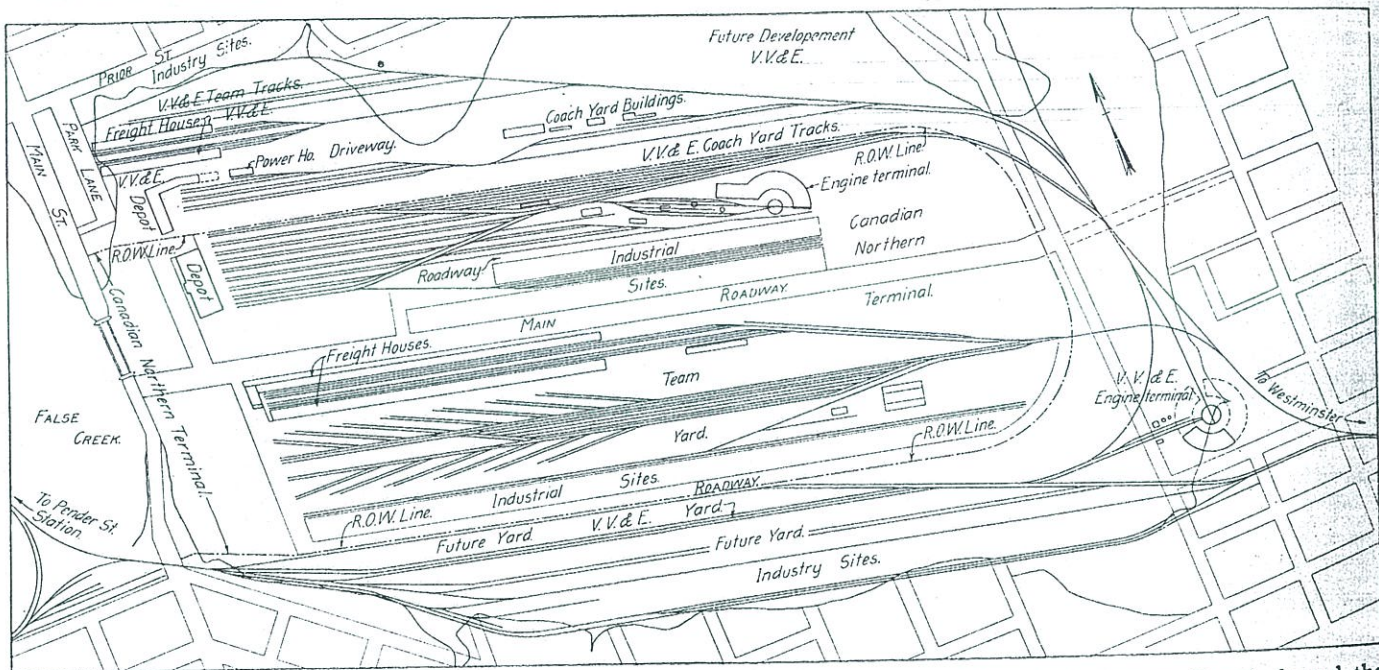 PRIOR ST.
Industry Sites.
Future Developement
V.V.& E.
V.V.& E Team Tracks.
V.V.& E.
Freight House.
Coach Yard Buildings.
PARK LANE
MAIN ST.
Power Ho. Driveway.
V.V.& E. Coach Yard Tracks.
R.O.W. Line
Engine terminal.
V.V.& E.
DEPOT
R.O.W. Line
Depot
Roadway
Industrial
Sites.
Canadian
Northern
Terminal.
MAIN ROADWAY.
Canadian Northern Terminal.
Freight Houses.
Team
Yard.
FALSE
CREEK.
V. V. & E.
Engine terminal
To Westminster
R.O.W. Line.
Industrial Sites.
ROADWAY.
To Pender St.
Station.
R.O.W. Line.
Future Yard.
V.V.& E. Yard.
Future Yard.
Industry Sites.